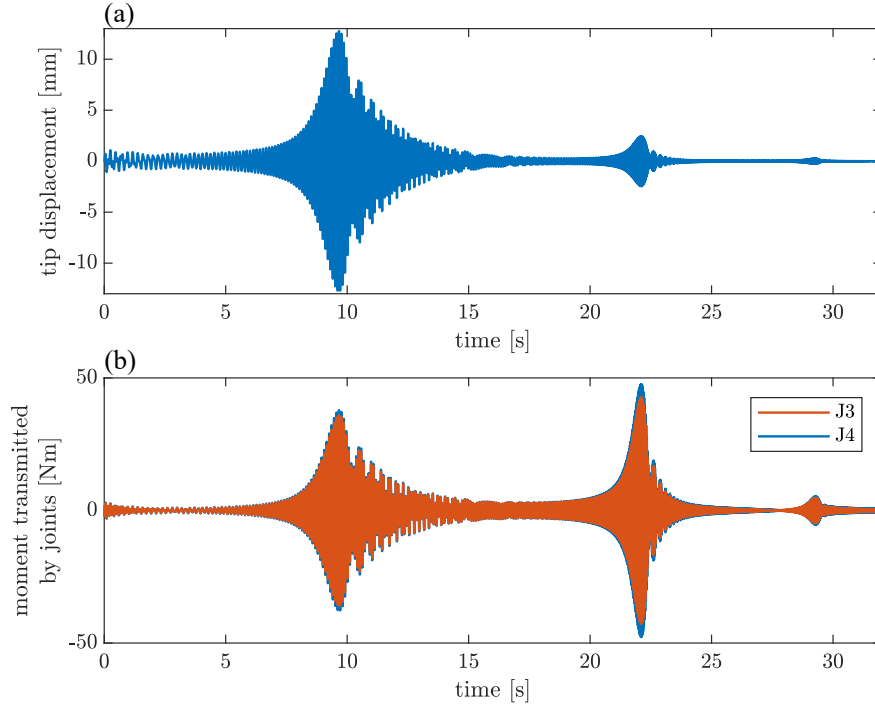 (a)
tip displacement [mm]
10
5
0
-5
-10
0 5 10 15 20 25 30
time [s]
(b)
moment transmitted
by joints [Nm]
50
0
-50
J3
J4
0 5 10 15 20 25 30
time [s]